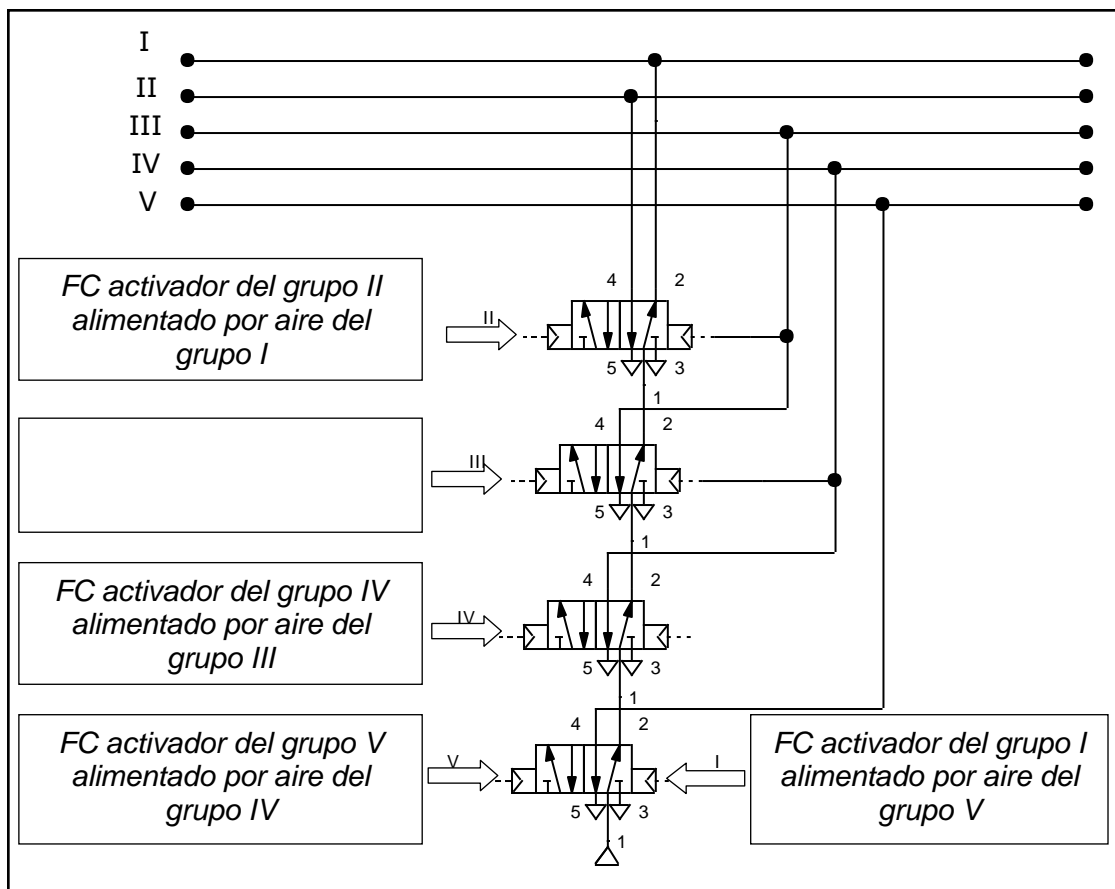 I
II
III
IV
V
FC activador del grupo II
alimentado por aire del
grupo I
II
4 2
5 3
1
III
4 2
5 3
1
FC activador del grupo IV
alimentado por aire del
grupo III
IV
4 2
5 3
1
FC activador del grupo V
alimentado por aire del
grupo IV
V
4 2
5 3
1
I
FC activador del grupo I
alimentado por aire del
grupo V